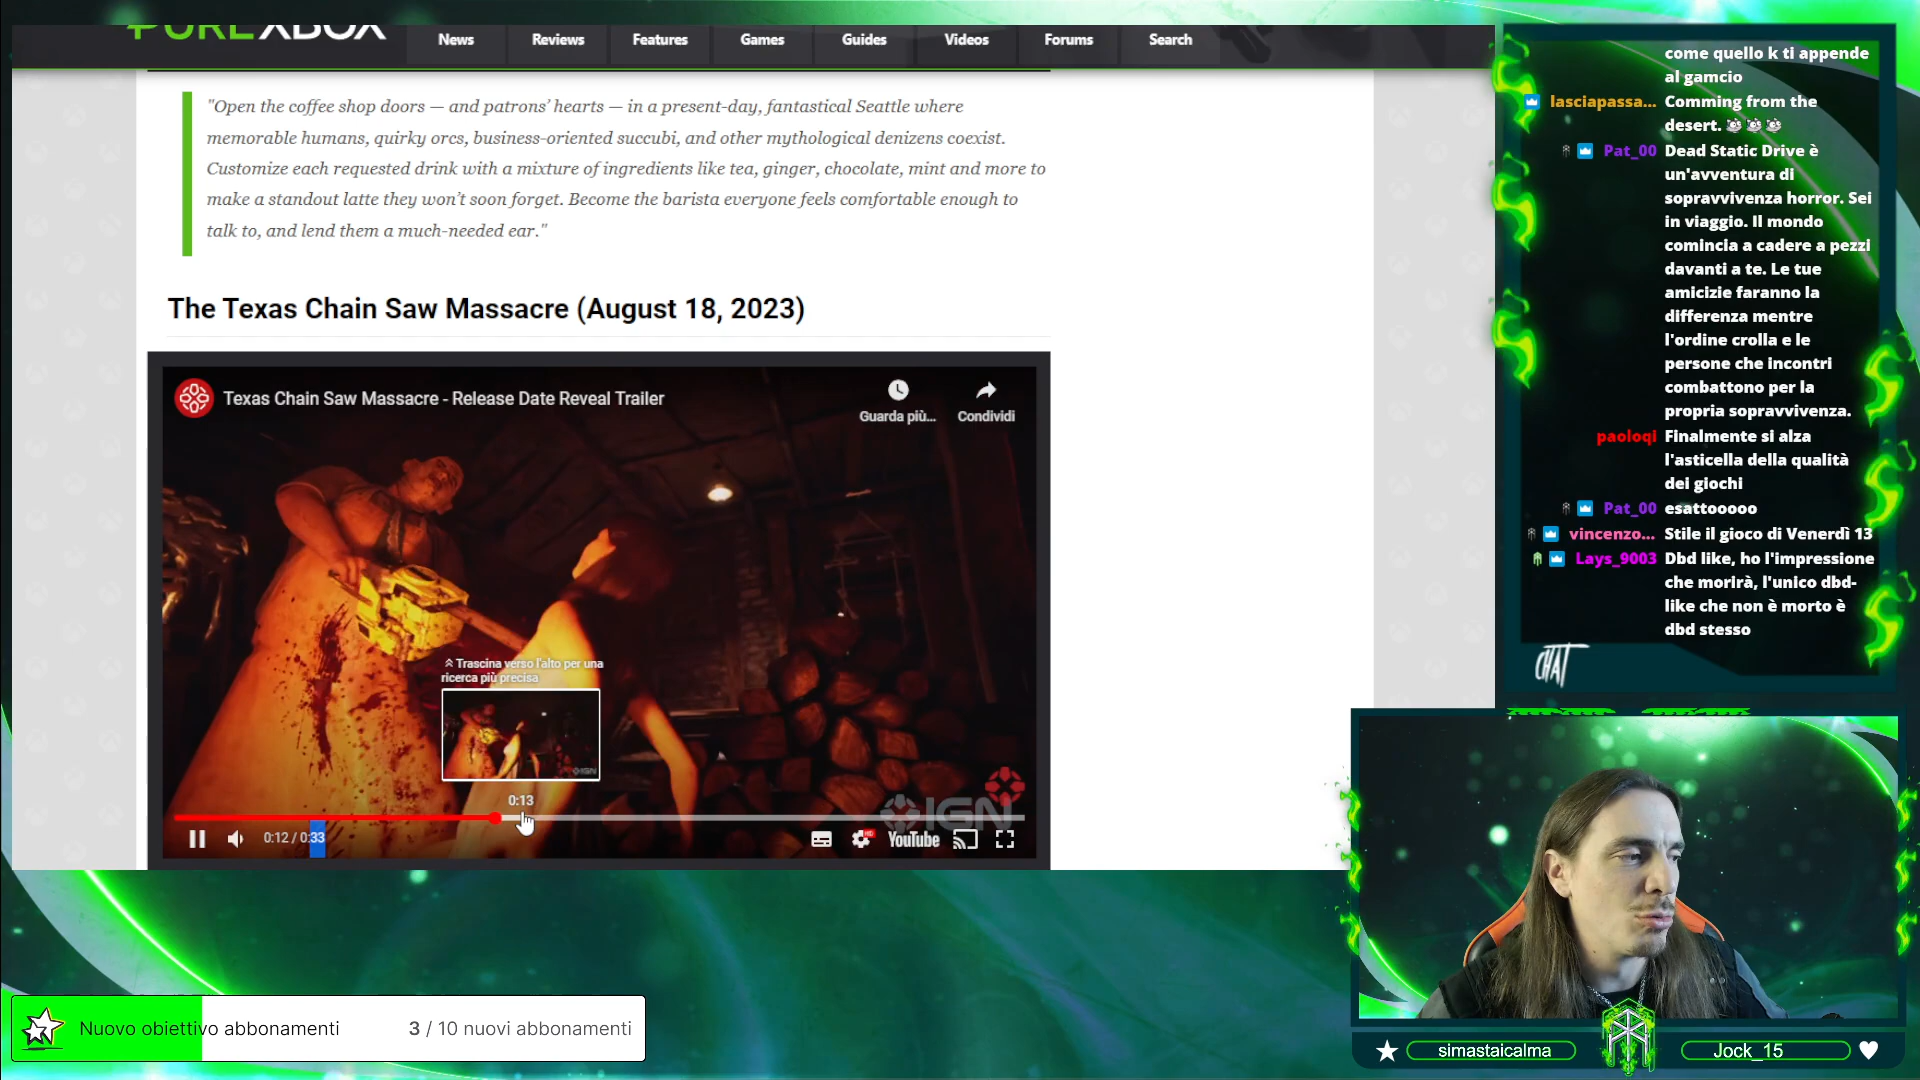 PUREXBOX
News
Reviews
Features
Games
Guides
Videos
Forums
Search
"Open the coffee shop doors — and patrons' hearts — in a present-day, fantastical Seattle where
memorable humans, quirky orcs, business-oriented succubi, and other mythological denizens coexist.
Customize each requested drink with a mixture of ingredients like tea, ginger, chocolate, mint and more to
make a standout latte they won't soon forget. Become the barista everyone feels comfortable enough to
talk to, and lend them a much-needed ear."
The Texas Chain Saw Massacre (August 18, 2023)
Texas Chain Saw Massacre - Release Date Reveal Trailer
Guarda più...
Condividi
Trascina verso l'alto per una
ricerca più precisa
IGN
0:13
IGN
0:12 / 0:33
HD
YouTube
come quello k ti appende
al gamcio
lasciapassa... Comming from the
desert.
Pat_00 Dead Static Drive è
un'avventura di
sopravvivenza horror. Sei
in viaggio. Il mondo
comincia a cadere a pezzi
davanti a te. Le tue
amicizie faranno la
differenza mentre
l'ordine crolla e le
persone che incontri
combattono per la
propria sopravvivenza.
paoloqi Finalmente si alza
l'asticella della qualità
dei giochi
Pat_00 esattooooo
vincenzo... Stile il gioco di Venerdì 13
Lays_9003 Dbd like, ho l'impressione
che morirà, l'unico dbd-
like che non è morto è
dbd stesso
CHAT
Nuovo obiettivo abbonamenti
3 / 10 nuovi abbonamenti
simastaicalma
Jock_15